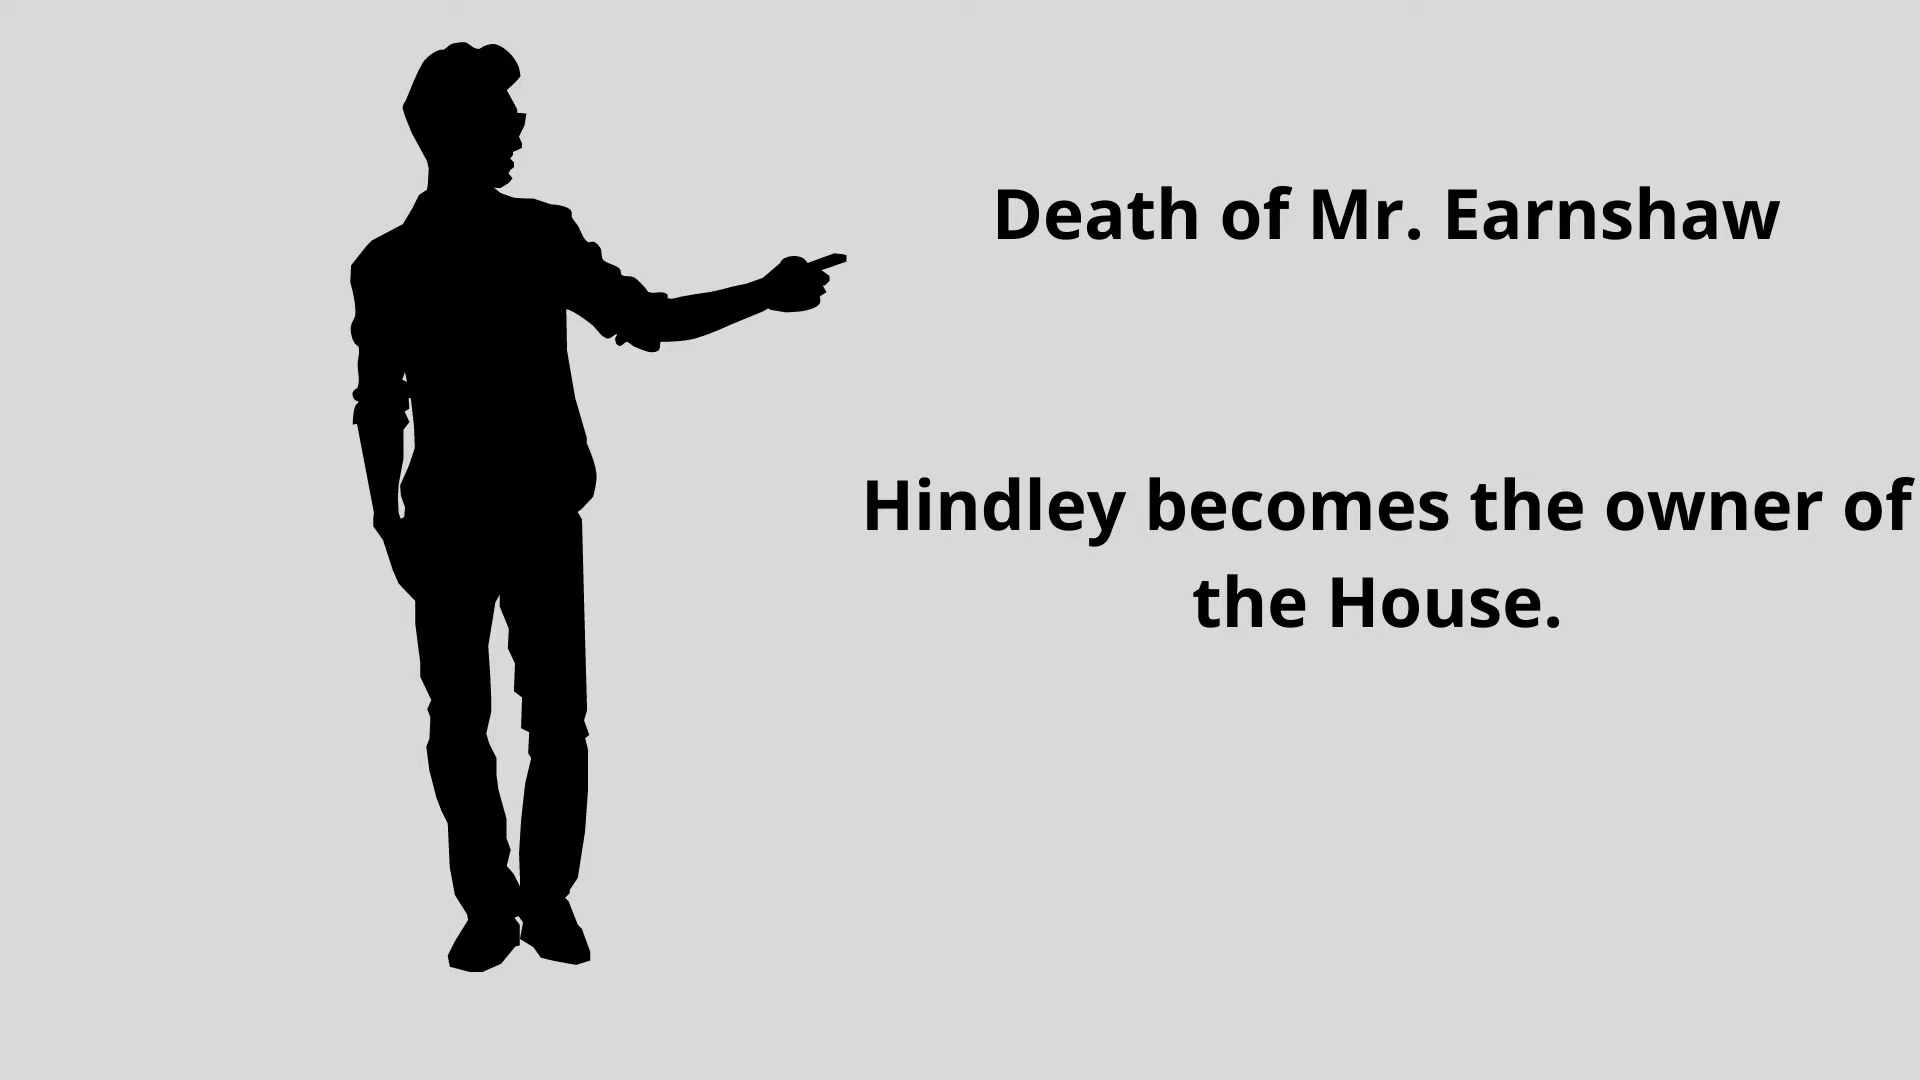 Death of Mr. Earnshaw
Hindley becomes the owner of
the House.